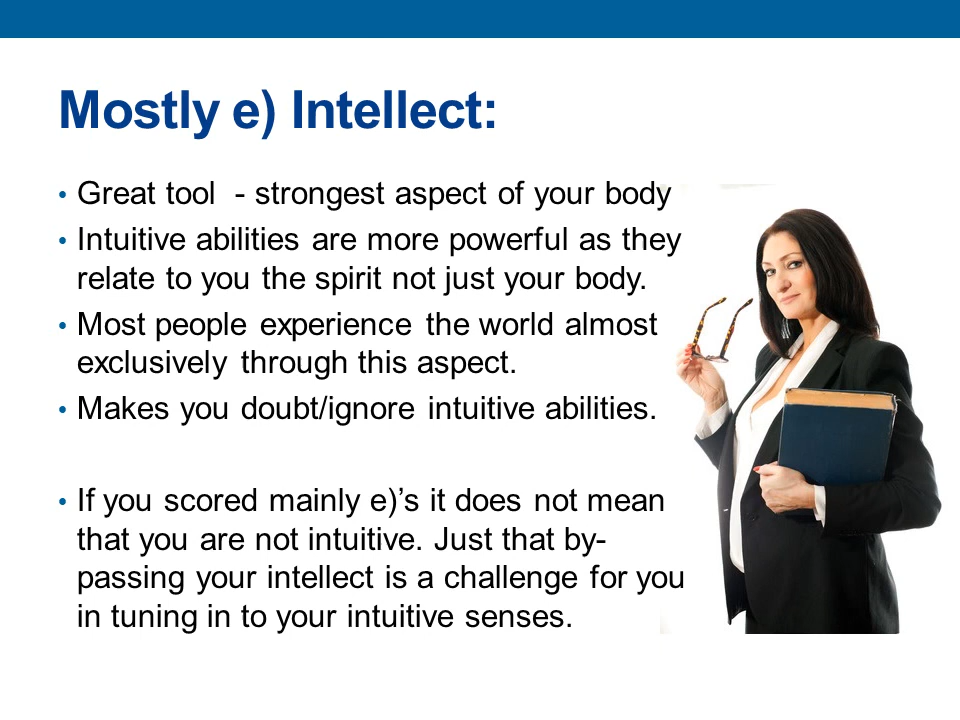 Mostly e) Intellect:
• Great tool  - strongest aspect of your body
• Intuitive abilities are more powerful as they
relate to you the spirit not just your body.
• Most people experience the world almost
exclusively through this aspect.
• Makes you doubt/ignore intuitive abilities.
• If you scored mainly e)’s it does not mean
that you are not intuitive. Just that by-
passing your intellect is a challenge for you
in tuning in to your intuitive senses.